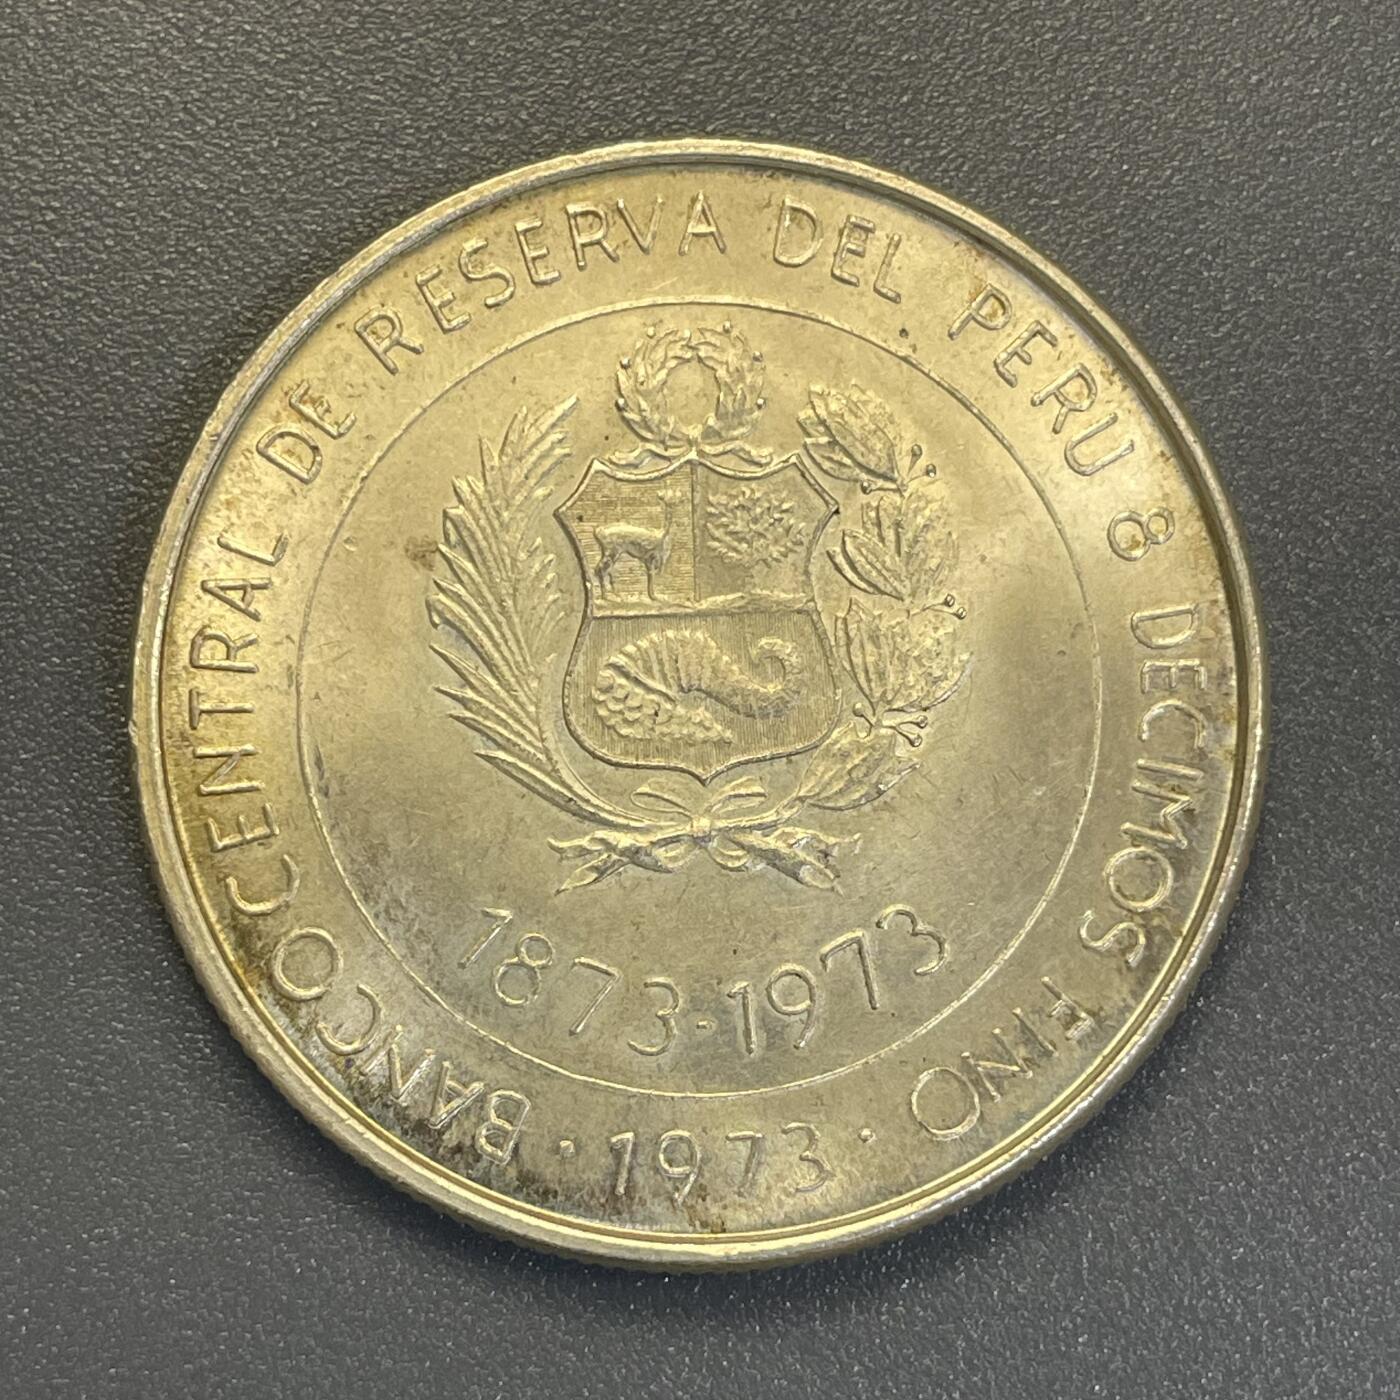 BANCO CENTRAL DE RESERVA DEL PERU 8 DECIMOS FINO
1873·1973
· 1973 ·